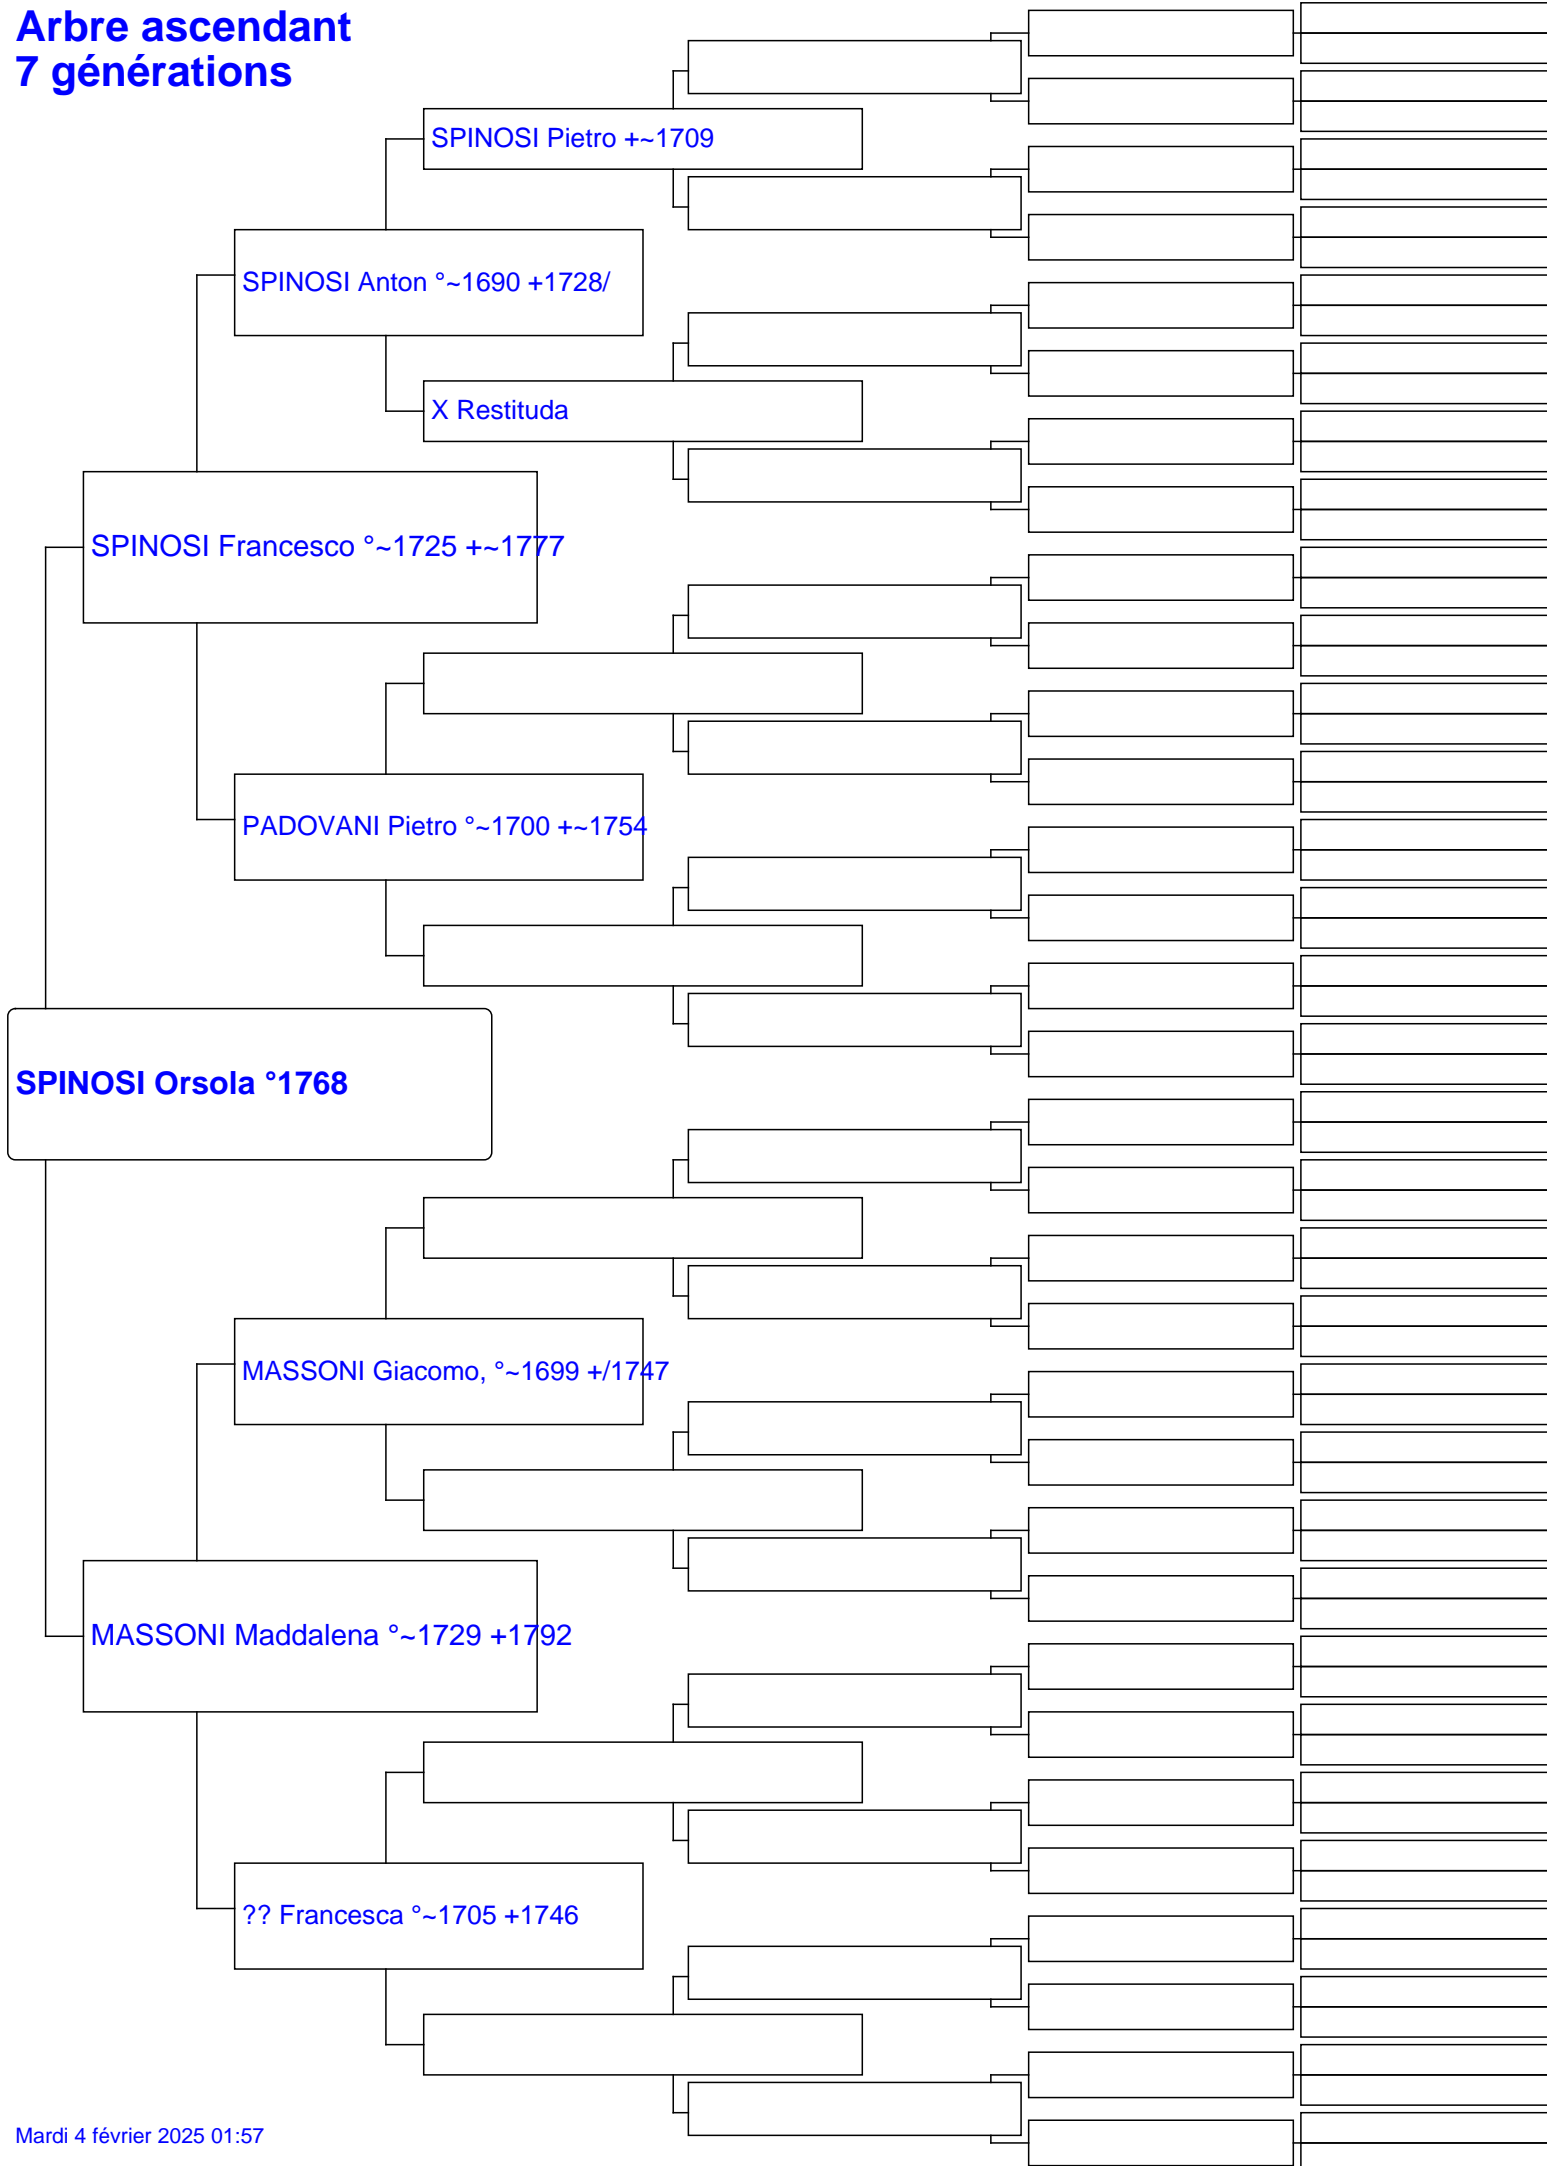 Arbre ascendant
7 générations
SPINOSI Pietro +~1709
SPINOSI Anton °~1690 +1728/
X Restituda
SPINOSI Francesco °~1725 +~1777
PADOVANI Pietro °~1700 +~1754
SPINOSI Orsola °1768
MASSONI Giacomo, °~1699 +/1747
MASSONI Maddalena °~1729 +1792
?? Francesca °~1705 +1746
Mardi 4 février 2025 01:57